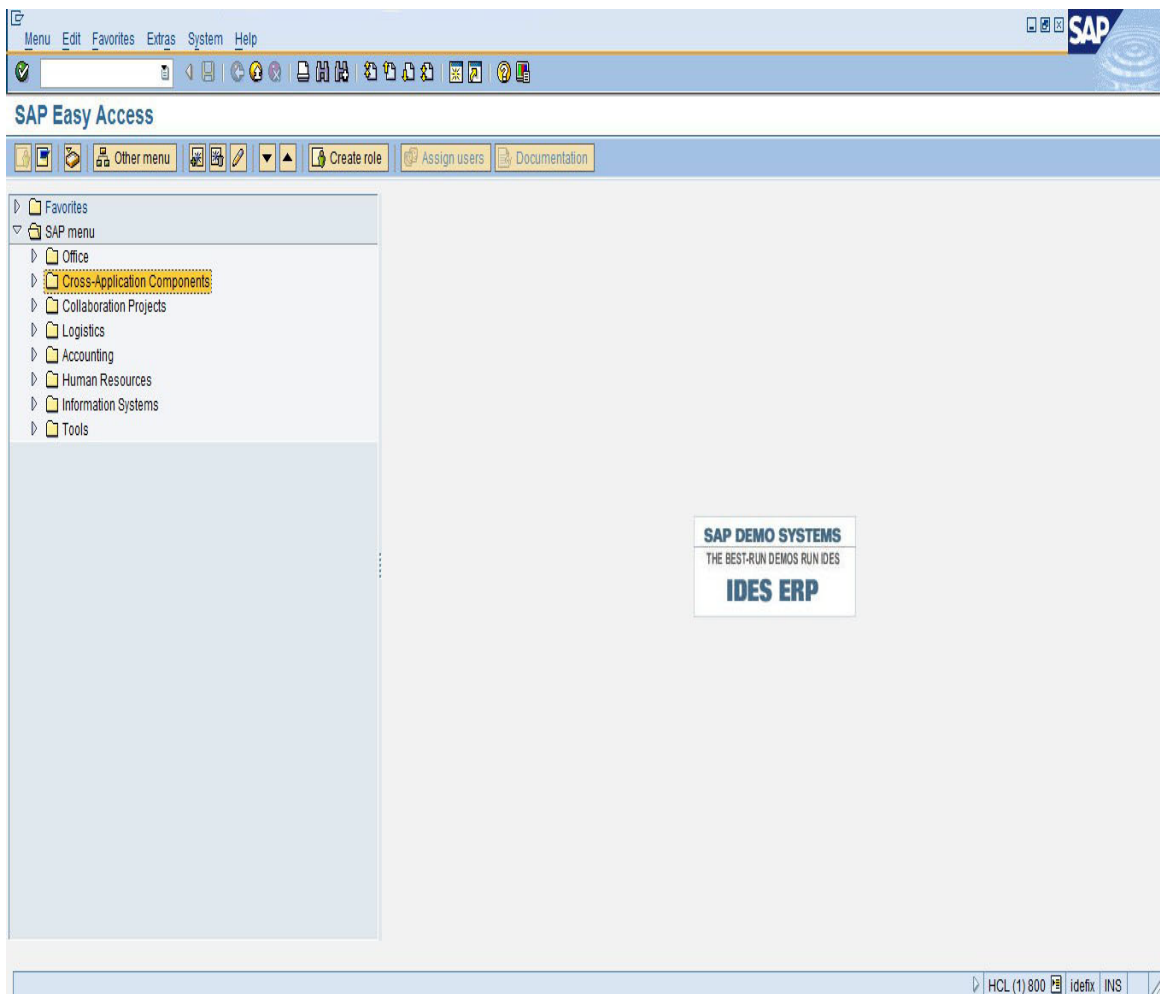 Menu Edit Favorites Extras System Help
SAP
SAP Easy Access
Other menu Create role Assign users Documentation
Favorites
SAP menu
Office
Cross-Application Components
Collaboration Projects
Logistics
Accounting
Human Resources
Information Systems
Tools
SAP DEMO SYSTEMS
THE BEST-RUN DEMOS RUN IDES
IDES ERP
HCL (1) 800 idefix INS